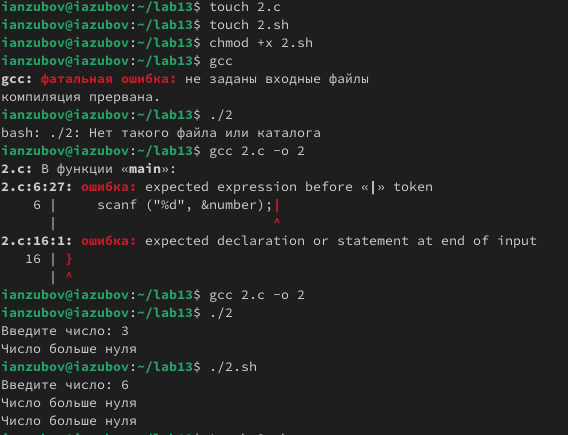 ianzubov@iazubov:~/lab13$ touch 2.c
ianzubov@iazubov:~/lab13$ touch 2.sh
ianzubov@iazubov:~/lab13$ chmod +x 2.sh
ianzubov@iazubov:~/lab13$ gcc
gcc: фатальная ошибка: не заданы входные файлы
компиляция прервана.
ianzubov@iazubov:~/lab13$ ./2
bash: ./2: Нет такого файла или каталога
ianzubov@iazubov:~/lab13$ gcc 2.c -o 2
2.c: В функции «main»:
2.c:6:27: ошибка: expected expression before «|» token
    6 |     scanf ("%d", &number);|
      |                           ^
2.c:16:1: ошибка: expected declaration or statement at end of input
   16 | }
      | ^
ianzubov@iazubov:~/lab13$ gcc 2.c -o 2
ianzubov@iazubov:~/lab13$ ./2
Введите число: 3
Число больше нуля
ianzubov@iazubov:~/lab13$ ./2.sh
Введите число: 6
Число больше нуля
Число больше нуля